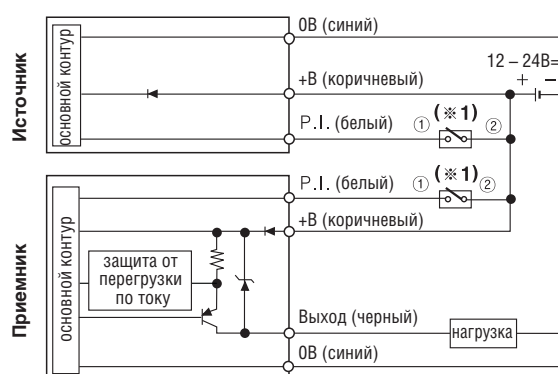 Источник
основной контур
0В (синий)
+В (коричневый)
P.I. (белый)
① (※1) ②
12 – 24В=
+ –
Приемник
основной контур
P.I. (белый)
① (※1) ②
+В (коричневый)
защита от
перегрузки
по току
Выход (черный)
нагрузка
0В (синий)